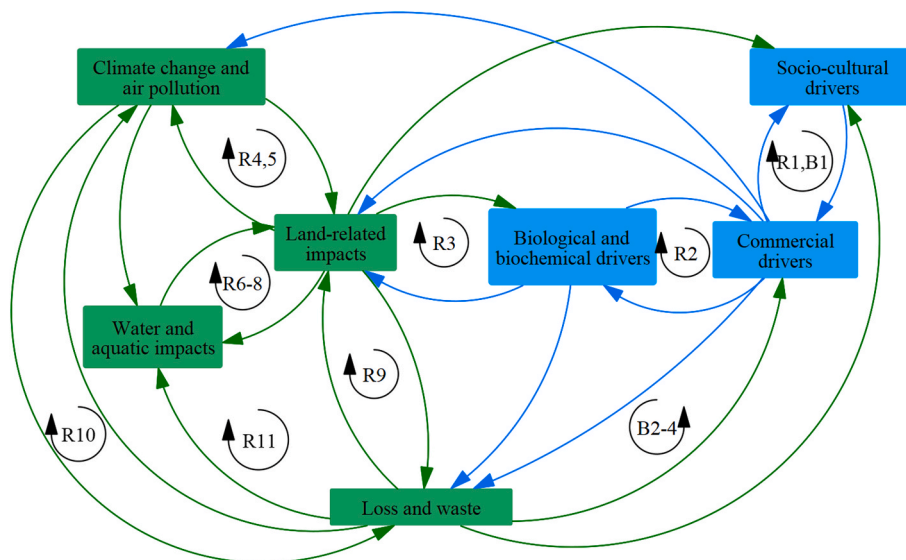 Climate change and
air pollution
Socio-cultural
drivers
R4,5
R1,B1
Land-related
impacts
R3
Biological and
biochemical drivers
R2
Commercial
drivers
R6-8
Water and
aquatic impacts
R9
R10
R11
B2-4
Loss and waste